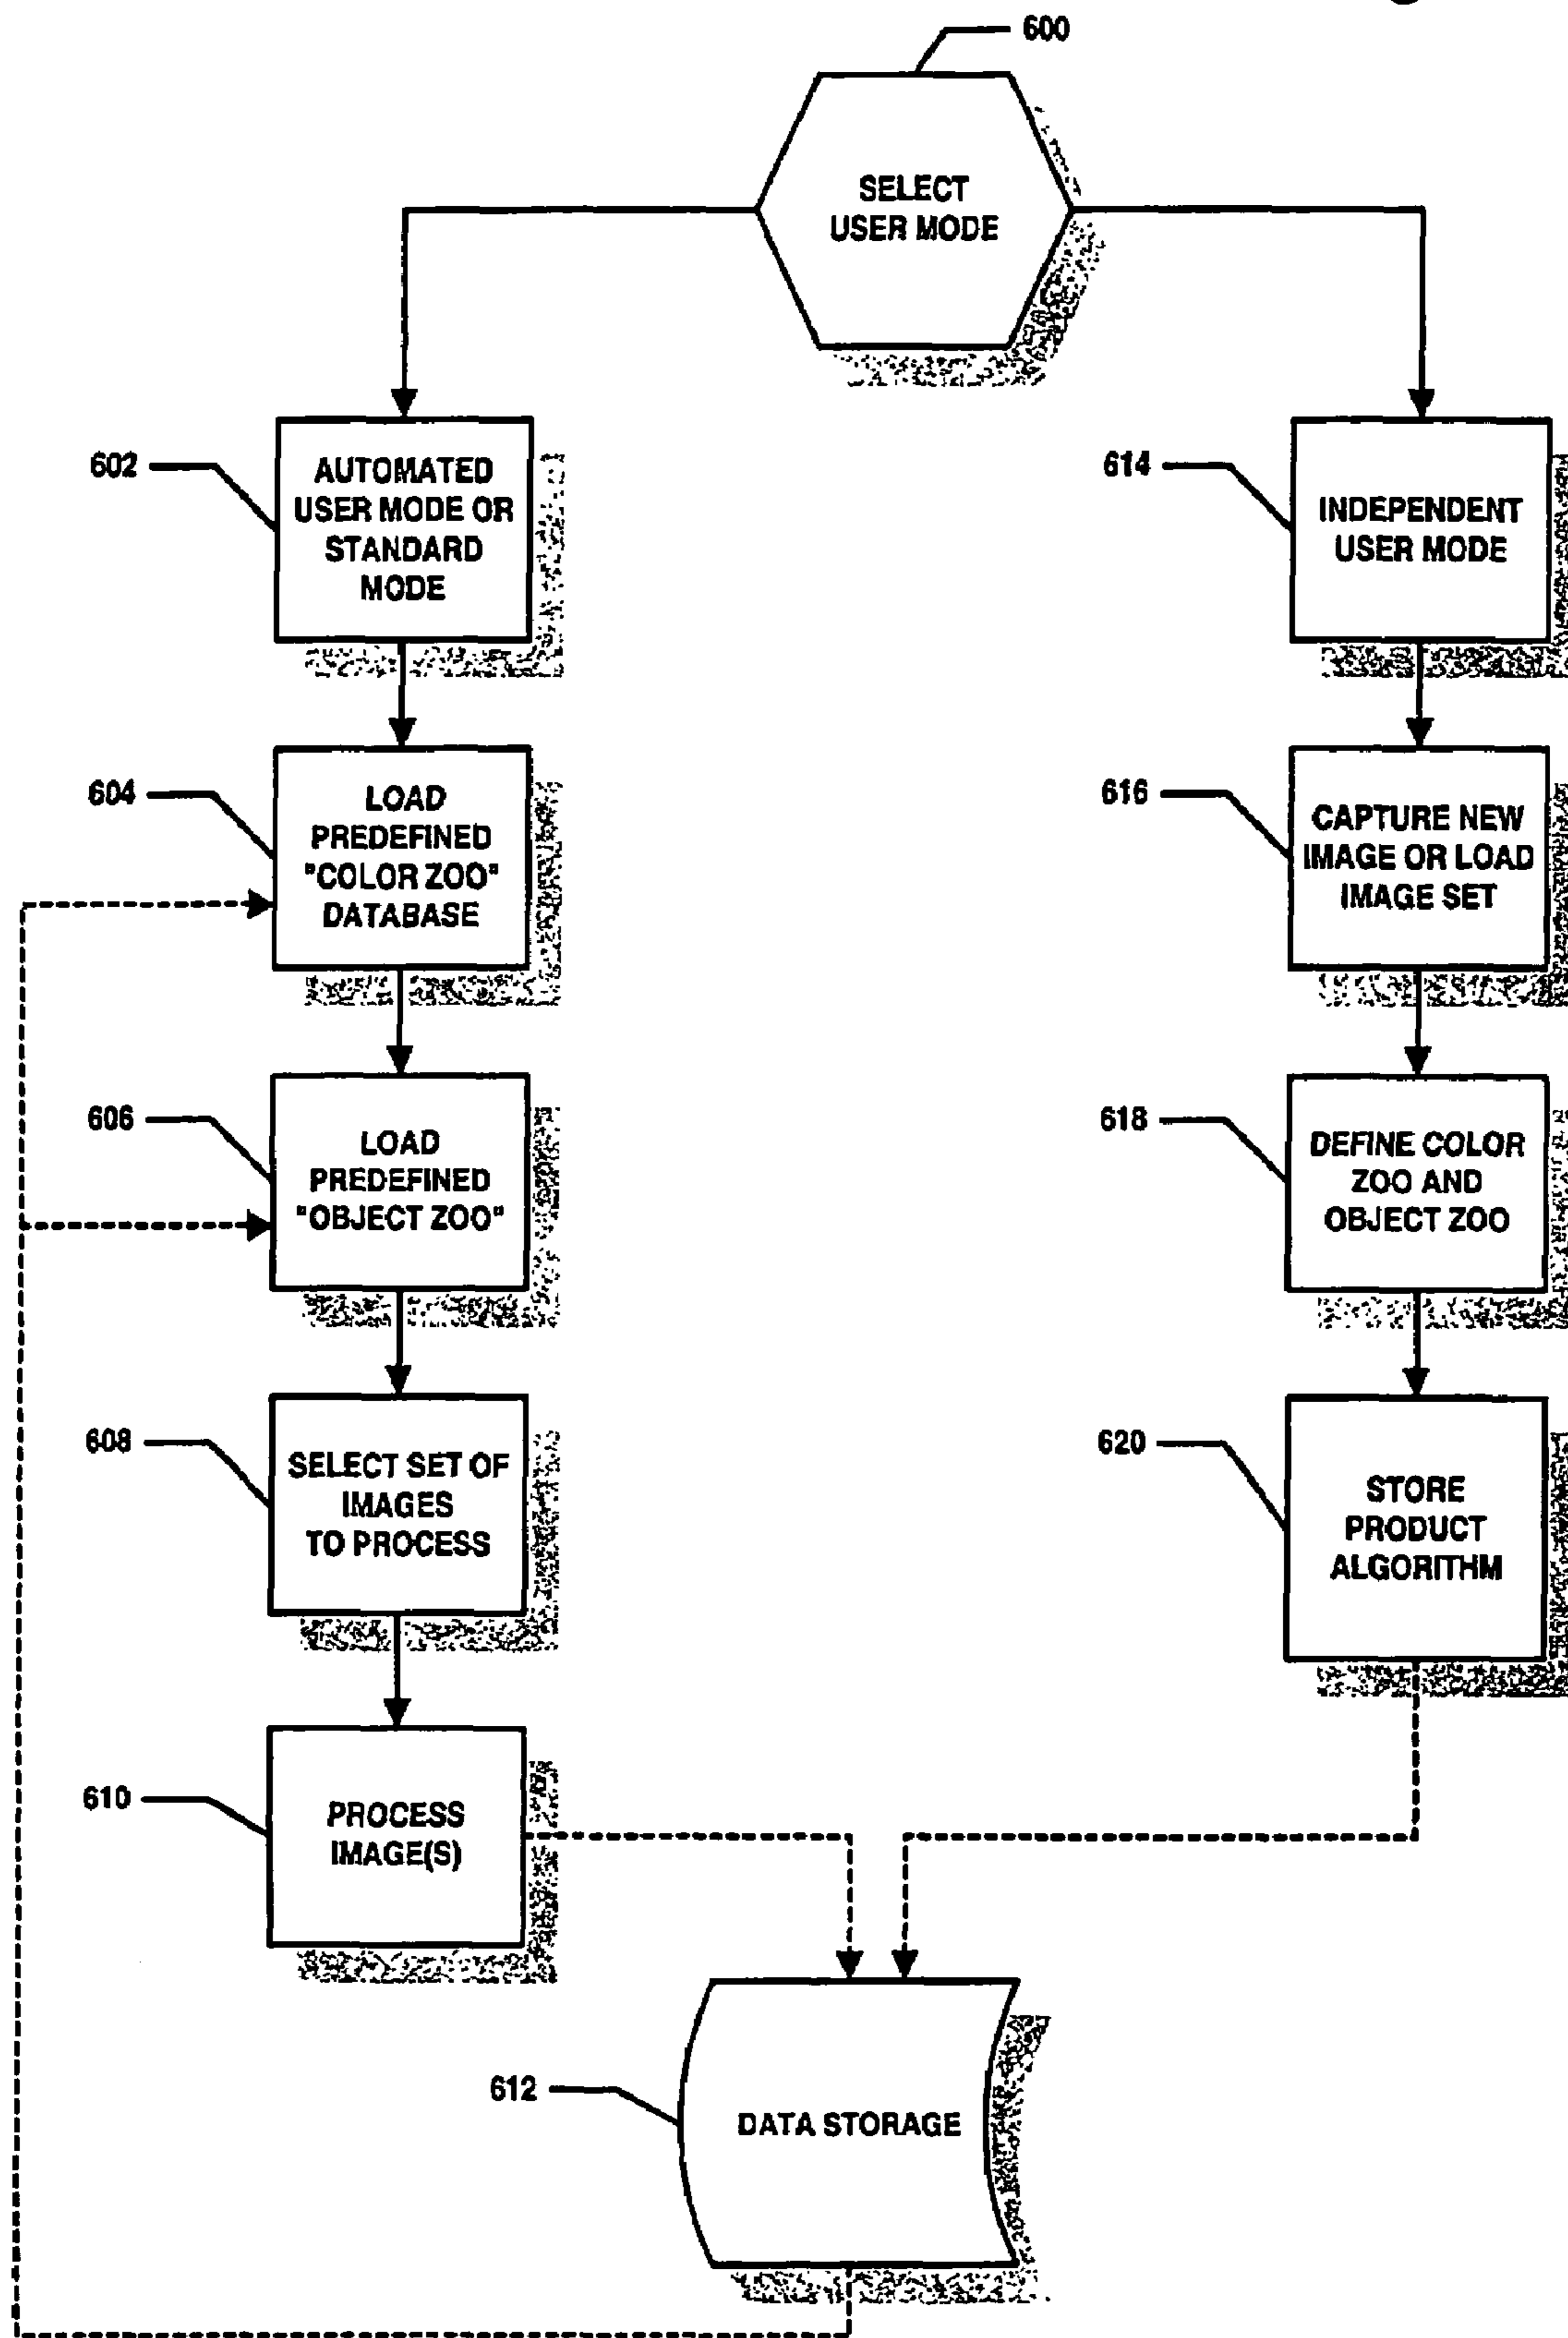 600
SELECT
USER MODE
602
AUTOMATED
USER MODE OR
STANDARD
MODE
614
INDEPENDENT
USER MODE
604
LOAD
PREDEFINED
"COLOR ZOO"
DATABASE
616
CAPTURE NEW
IMAGE OR LOAD
IMAGE SET
606
LOAD
PREDEFINED
"OBJECT ZOO"
618
DEFINE COLOR
ZOO AND
OBJECT ZOO
608
SELECT SET OF
IMAGES
TO PROCESS
620
STORE
PRODUCT
ALGORITHM
610
PROCESS
IMAGE(S)
612
DATA STORAGE